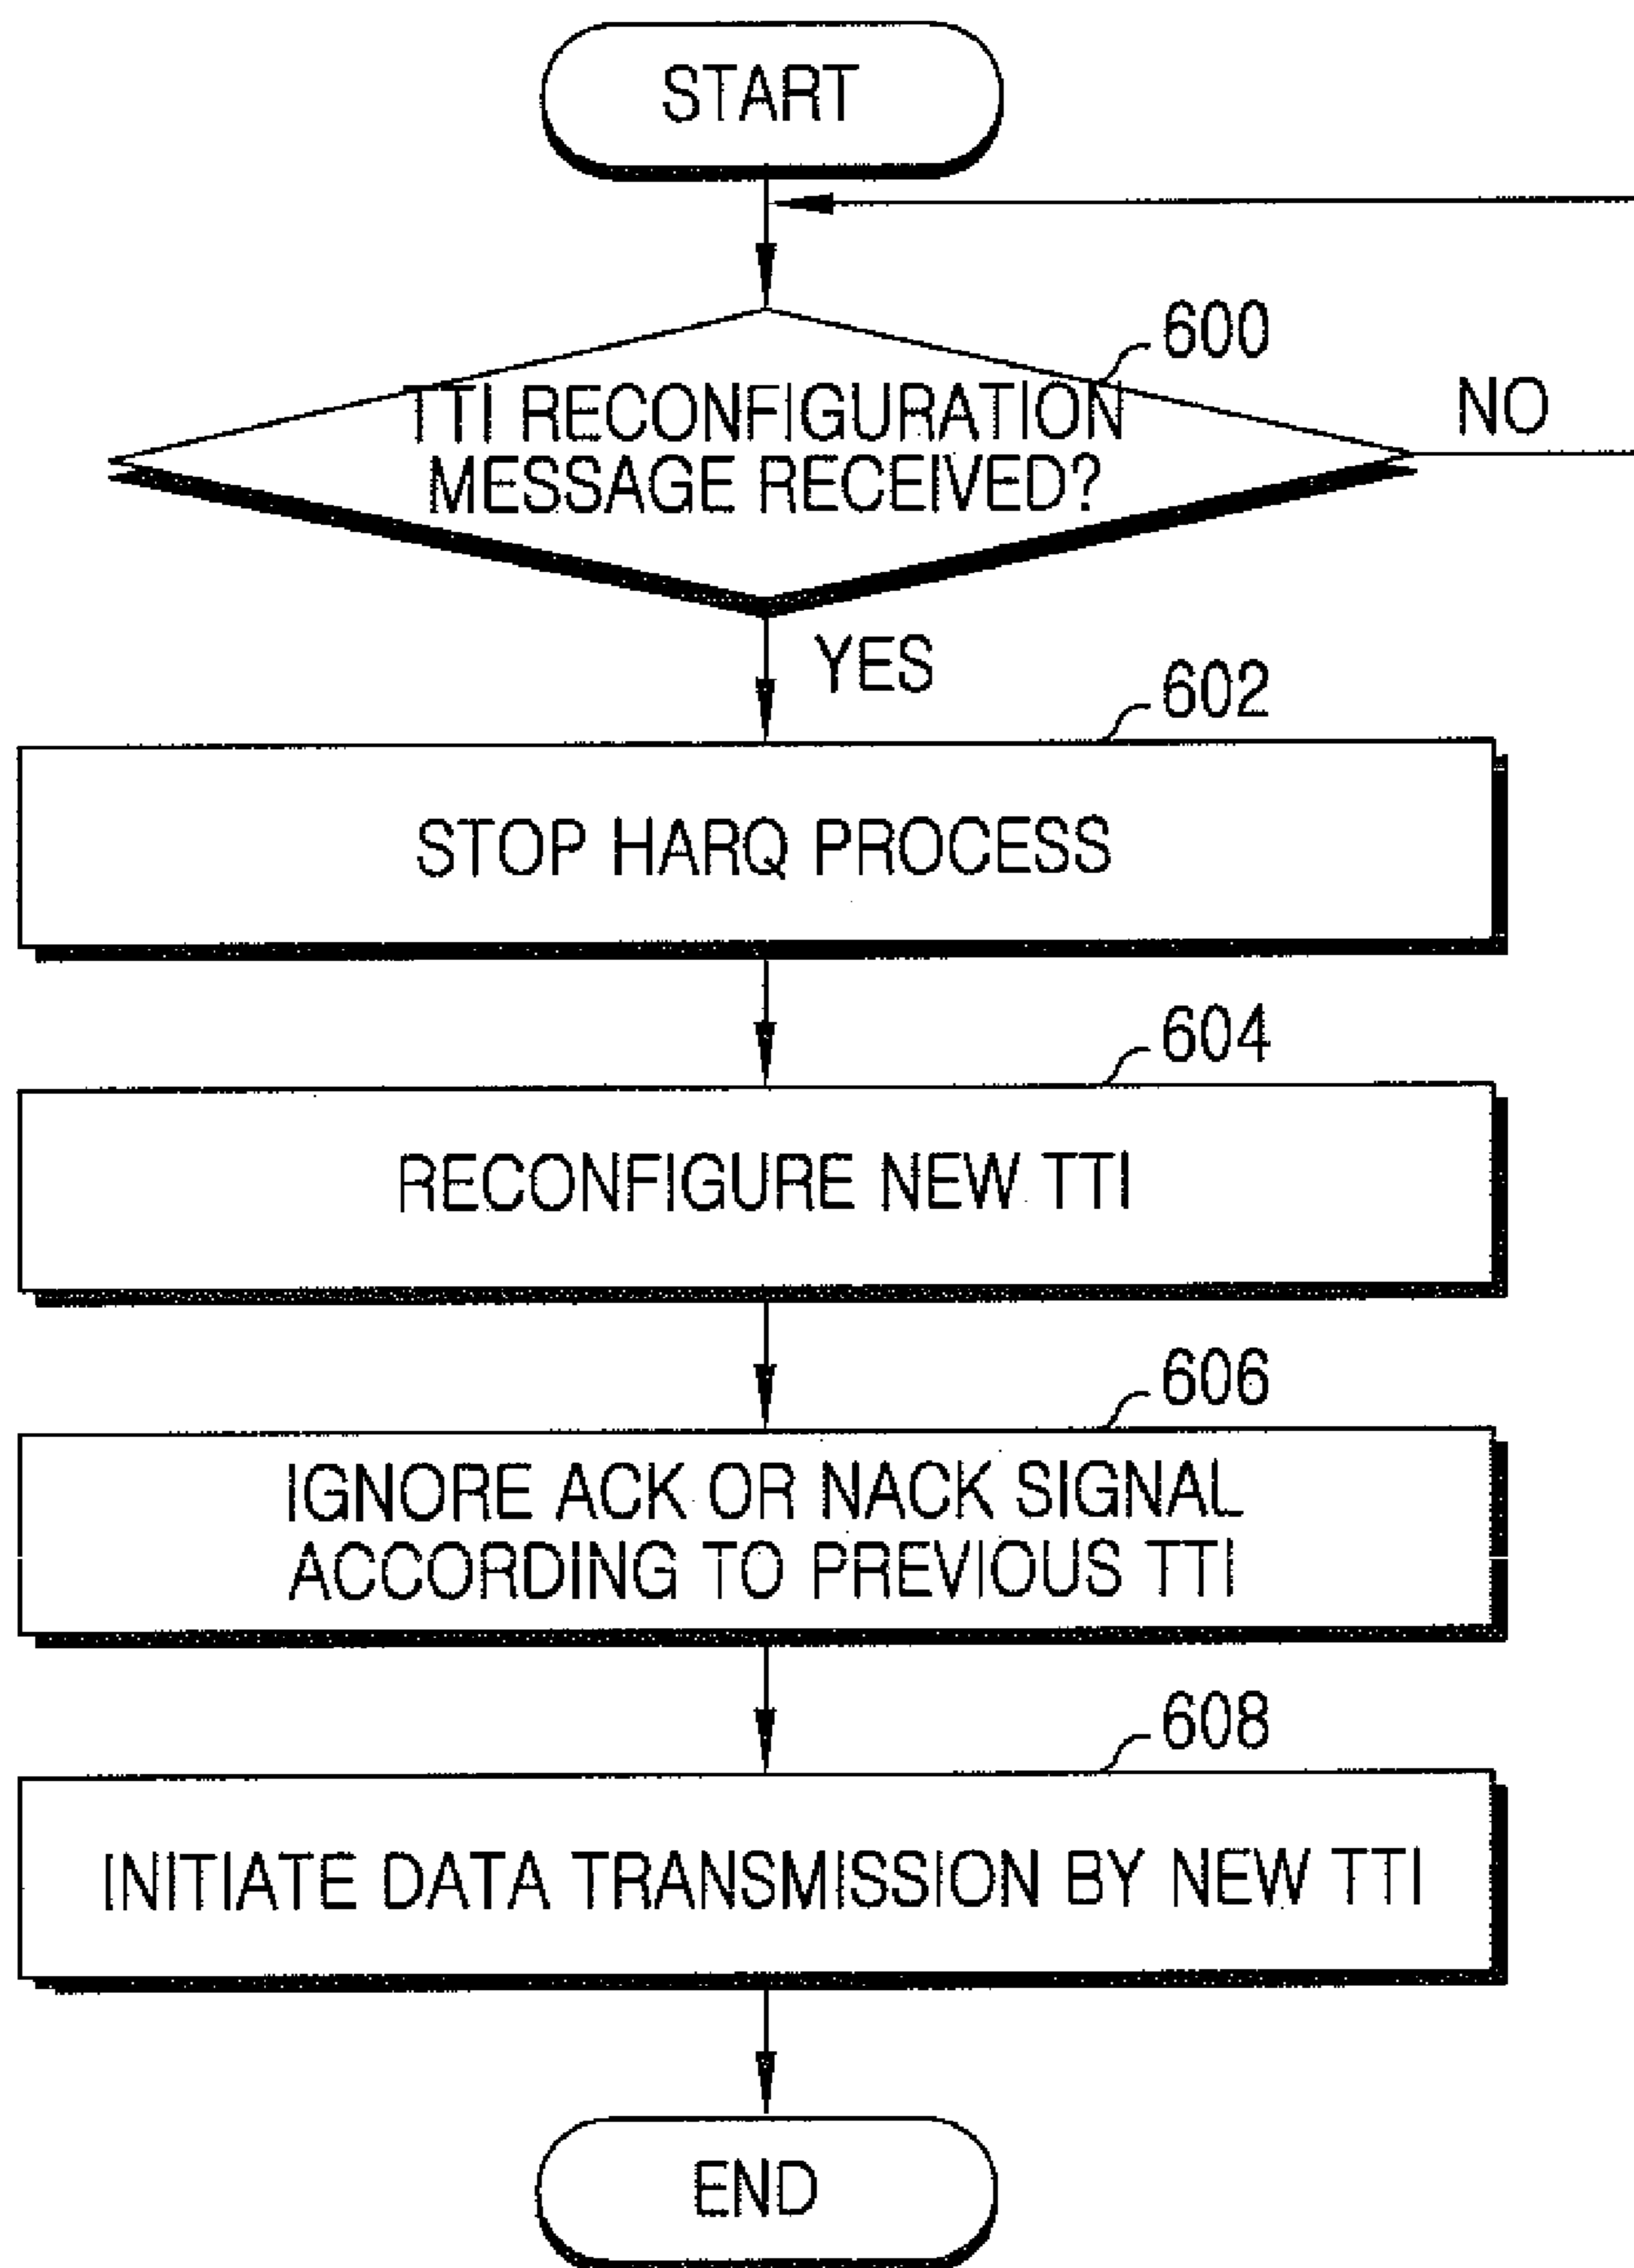 START
600
TTI RECONFIGURATION
MESSAGE RECEIVED?
NO
YES
602
STOP HARQ PROCESS
604
RECONFIGURE NEW TTI
606
IGNORE ACK OR NACK SIGNAL
ACCORDING TO PREVIOUS TTI
608
INITIATE DATA TRANSMISSION BY NEW TTI
END